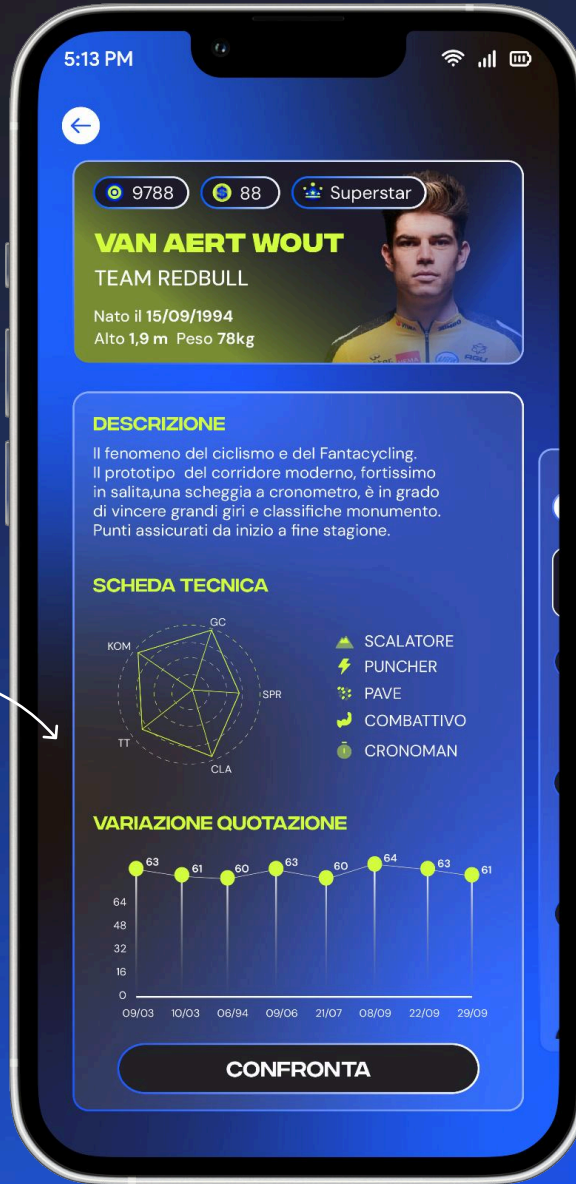 5:13 PM
9788
88
Superstar
VAN AERT WOUT
TEAM REDBULL
Nato il 15/09/1994
Alto 1,9 m Peso 78kg
DESCRIZIONE
Il fenomeno del ciclismo e del Fantacycling.
Il prototipo del corridore moderno, fortissimo
in salita,una scheggia a cronometro, è in grado
di vincere grandi giri e classifiche monumento.
Punti assicurati da inizio a fine stagione.
SCHEDA TECNICA
GC
KOM
SPR
TT
CLA
SCALATORE
PUNCHER
PAVE
COMBATTIVO
CRONOMAN
VARIAZIONE QUOTAZIONE
63 61 60 63 60 64 63 61
64
48
32
16
0
09/03 10/03 06/94 09/06 21/07 08/09 22/09 29/09
CONFRONTA